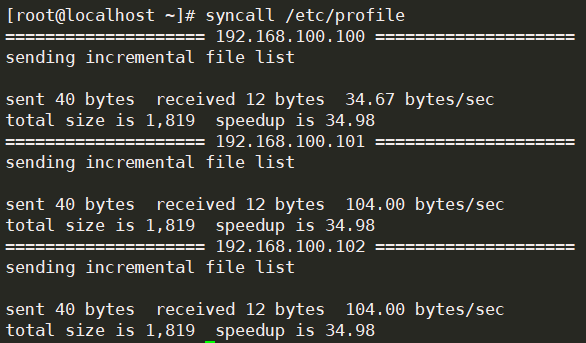 [root@localhost ~]# syncall /etc/profile
==================== 192.168.100.100 ====================
sending incremental file list
sent 40 bytes  received 12 bytes  34.67 bytes/sec
total size is 1,819  speedup is 34.98
==================== 192.168.100.101 ====================
sending incremental file list
sent 40 bytes  received 12 bytes  104.00 bytes/sec
total size is 1,819  speedup is 34.98
==================== 192.168.100.102 ====================
sending incremental file list
sent 40 bytes  received 12 bytes  104.00 bytes/sec
total size is 1,819  speedup is 34.98